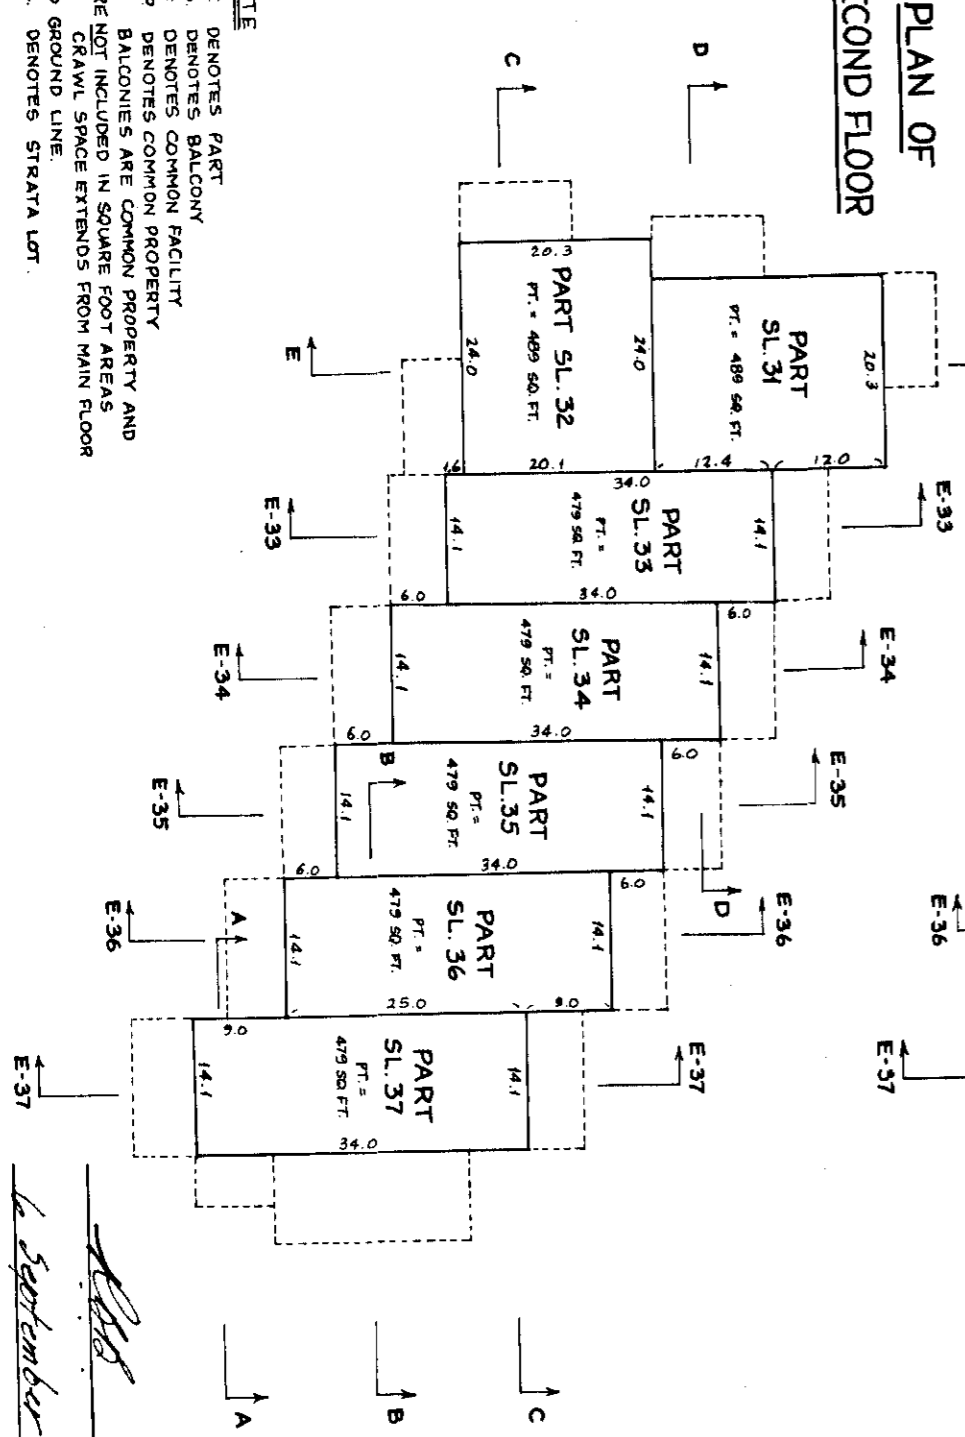 PLAN OF
ECOND FLOOR
TE
DENOTES PART
DENOTES BALCONY
DENOTES COMMON FACILITY
P DENOTES COMMON PROPERTY
BALCONIES ARE COMMON PROPERTY AND
RE NOT INCLUDED IN SQUARE FOOT AREAS
CRAWL SPACE EXTENDS FROM MAIN FLOOR
O GROUND LINE.
DENOTES STRATA LOT.
C
D
20.3
PART SL.32
PT. = 489 SQ. FT.
24.0
24.0
20.1
1.6
PART
SL.31
PT. = 489 SQ. FT.
20.3
12.4
12.0
E
E-33
E-33
34.0
PART
SL.33
PT. =
479 SQ. FT.
14.1
14.1
34.0
6.0
6.0
E-34
E-34
PART
SL.34
PT. =
479 SQ. FT.
14.1
14.1
34.0
6.0
6.0
B
E-35
E-35
PART
SL.35
PT. =
479 SQ. FT.
14.1
14.1
34.0
6.0
6.0
D
A
E-36
E-36
E-36
PART
SL.36
PT. =
479 SQ. FT.
14.1
14.1
25.0
9.0
9.0
E-37
E-37
E-37
PART
SL.37
PT. =
479 SQ. FT.
14.1
14.1
34.0
A
B
C
6 September